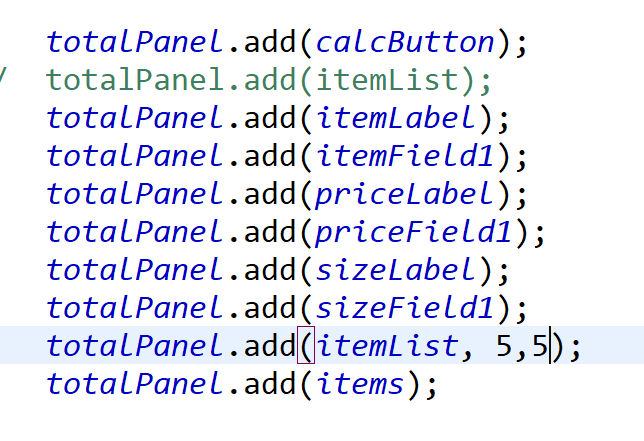 totalPanel.add(calcButton);
/ totalPanel.add(itemList);
totalPanel.add(itemLabel);
totalPanel.add(itemField1);
totalPanel.add(priceLabel);
totalPanel.add(priceField1);
totalPanel.add(sizeLabel);
totalPanel.add(sizeField1);
totalPanel.add(itemList, 5,5);
totalPanel.add(items);